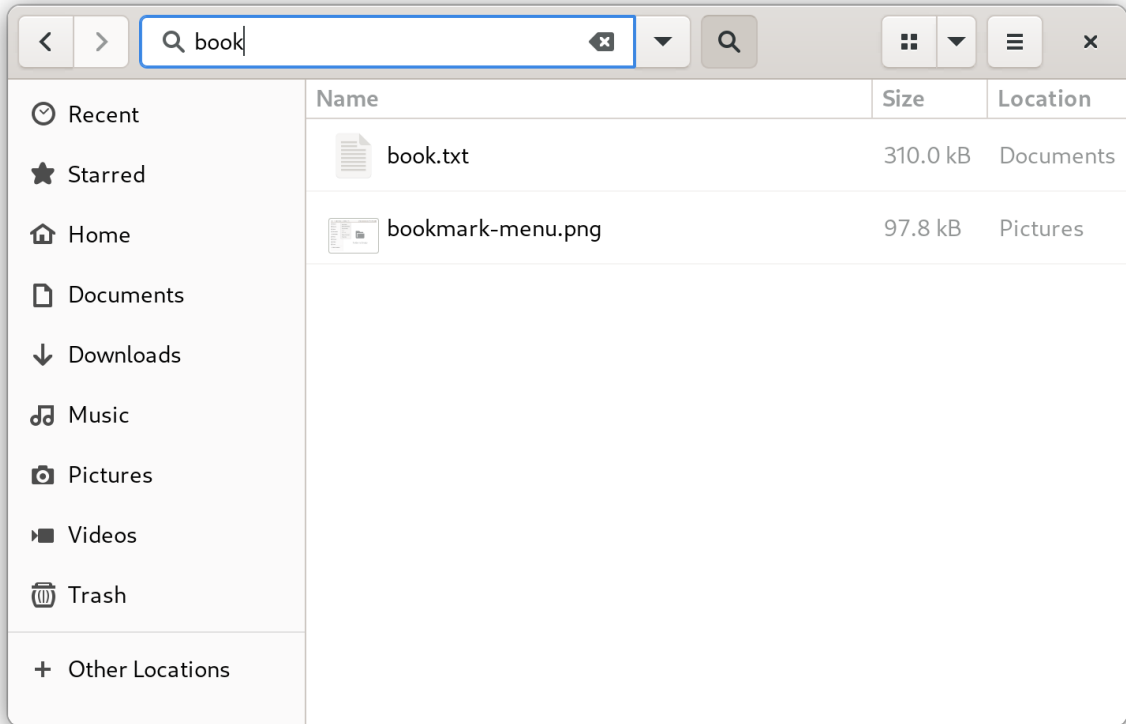 book
Recent
Starred
Home
Documents
Downloads
Music
Pictures
Videos
Trash
Other Locations
Name Size Location
book.txt 310.0 kB Documents
bookmark-menu.png 97.8 kB Pictures